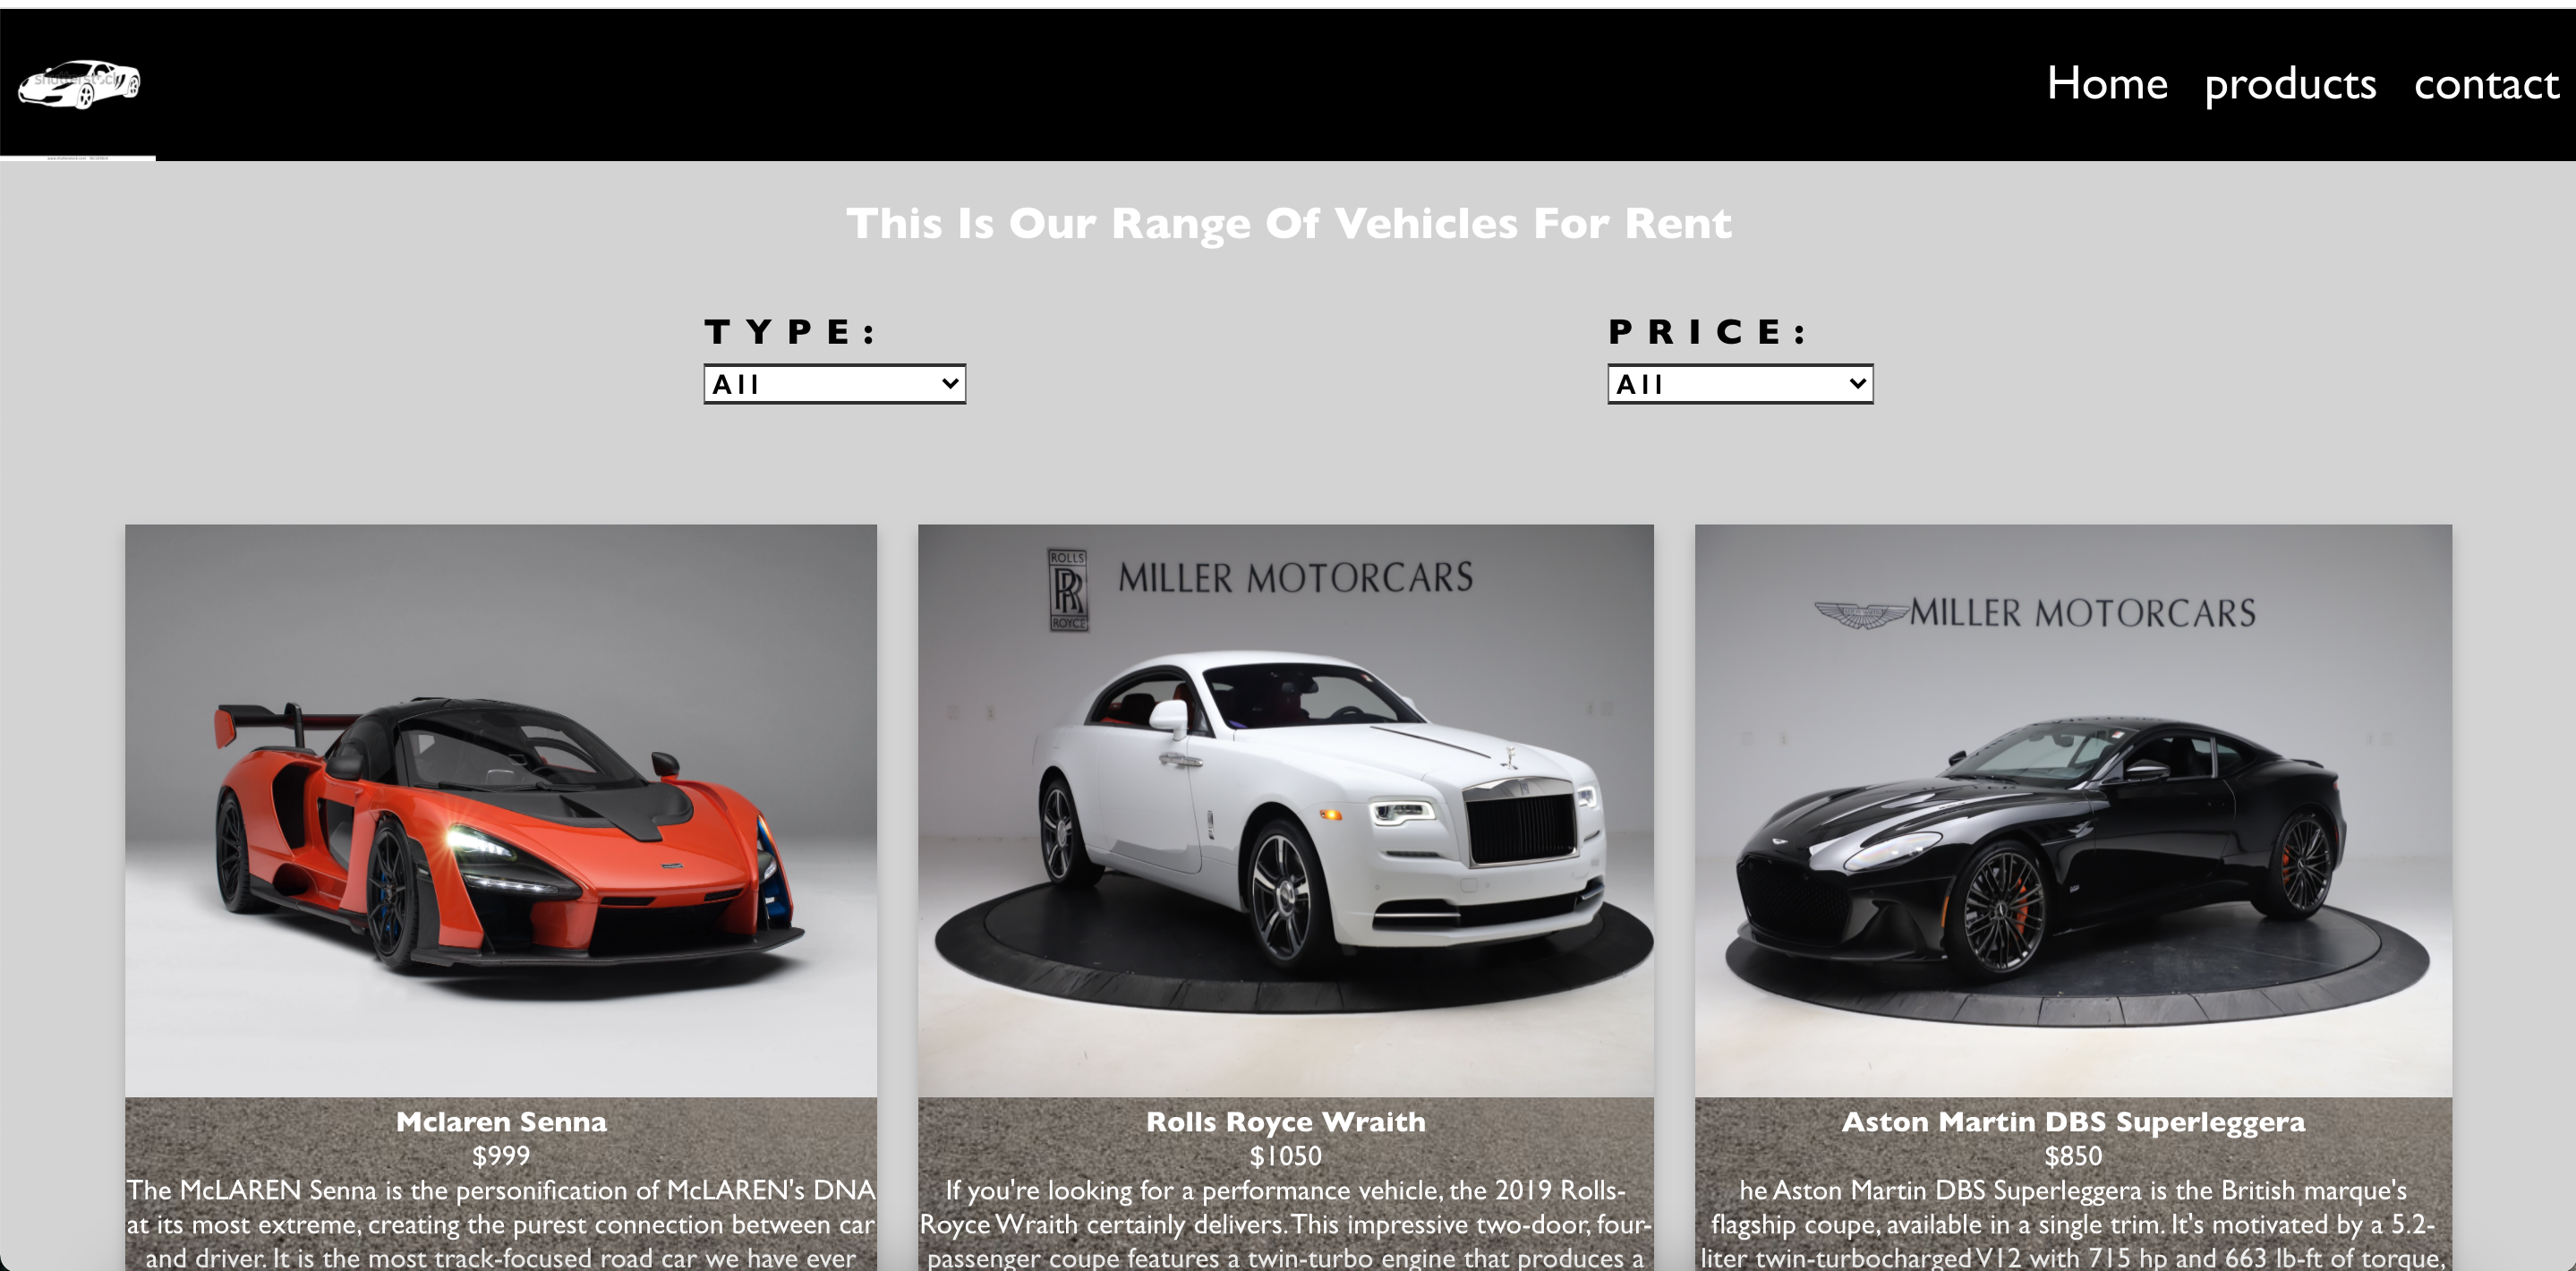 shutterstock
Home products contact
This Is Our Range Of Vehicles For Rent
TYPE:
All
PRICE:
All
ROLLS
RR
ROYCE
MILLER MOTORCARS
MILLER MOTORCARS
Mclaren Senna
$999
The McLAREN Senna is the personification of McLAREN's DNA
at its most extreme, creating the purest connection between car
and driver. It is the most track-focused road car we have ever
Rolls Royce Wraith
$1050
If you're looking for a performance vehicle, the 2019 Rolls-
Royce Wraith certainly delivers. This impressive two-door, four-
passenger coupe features a twin-turbo engine that produces a
Aston Martin DBS Superleggera
$850
he Aston Martin DBS Superleggera is the British marque's
flagship coupe, available in a single trim. It's motivated by a 5.2-
liter twin-turbocharged V12 with 715 hp and 663 lb-ft of torque,